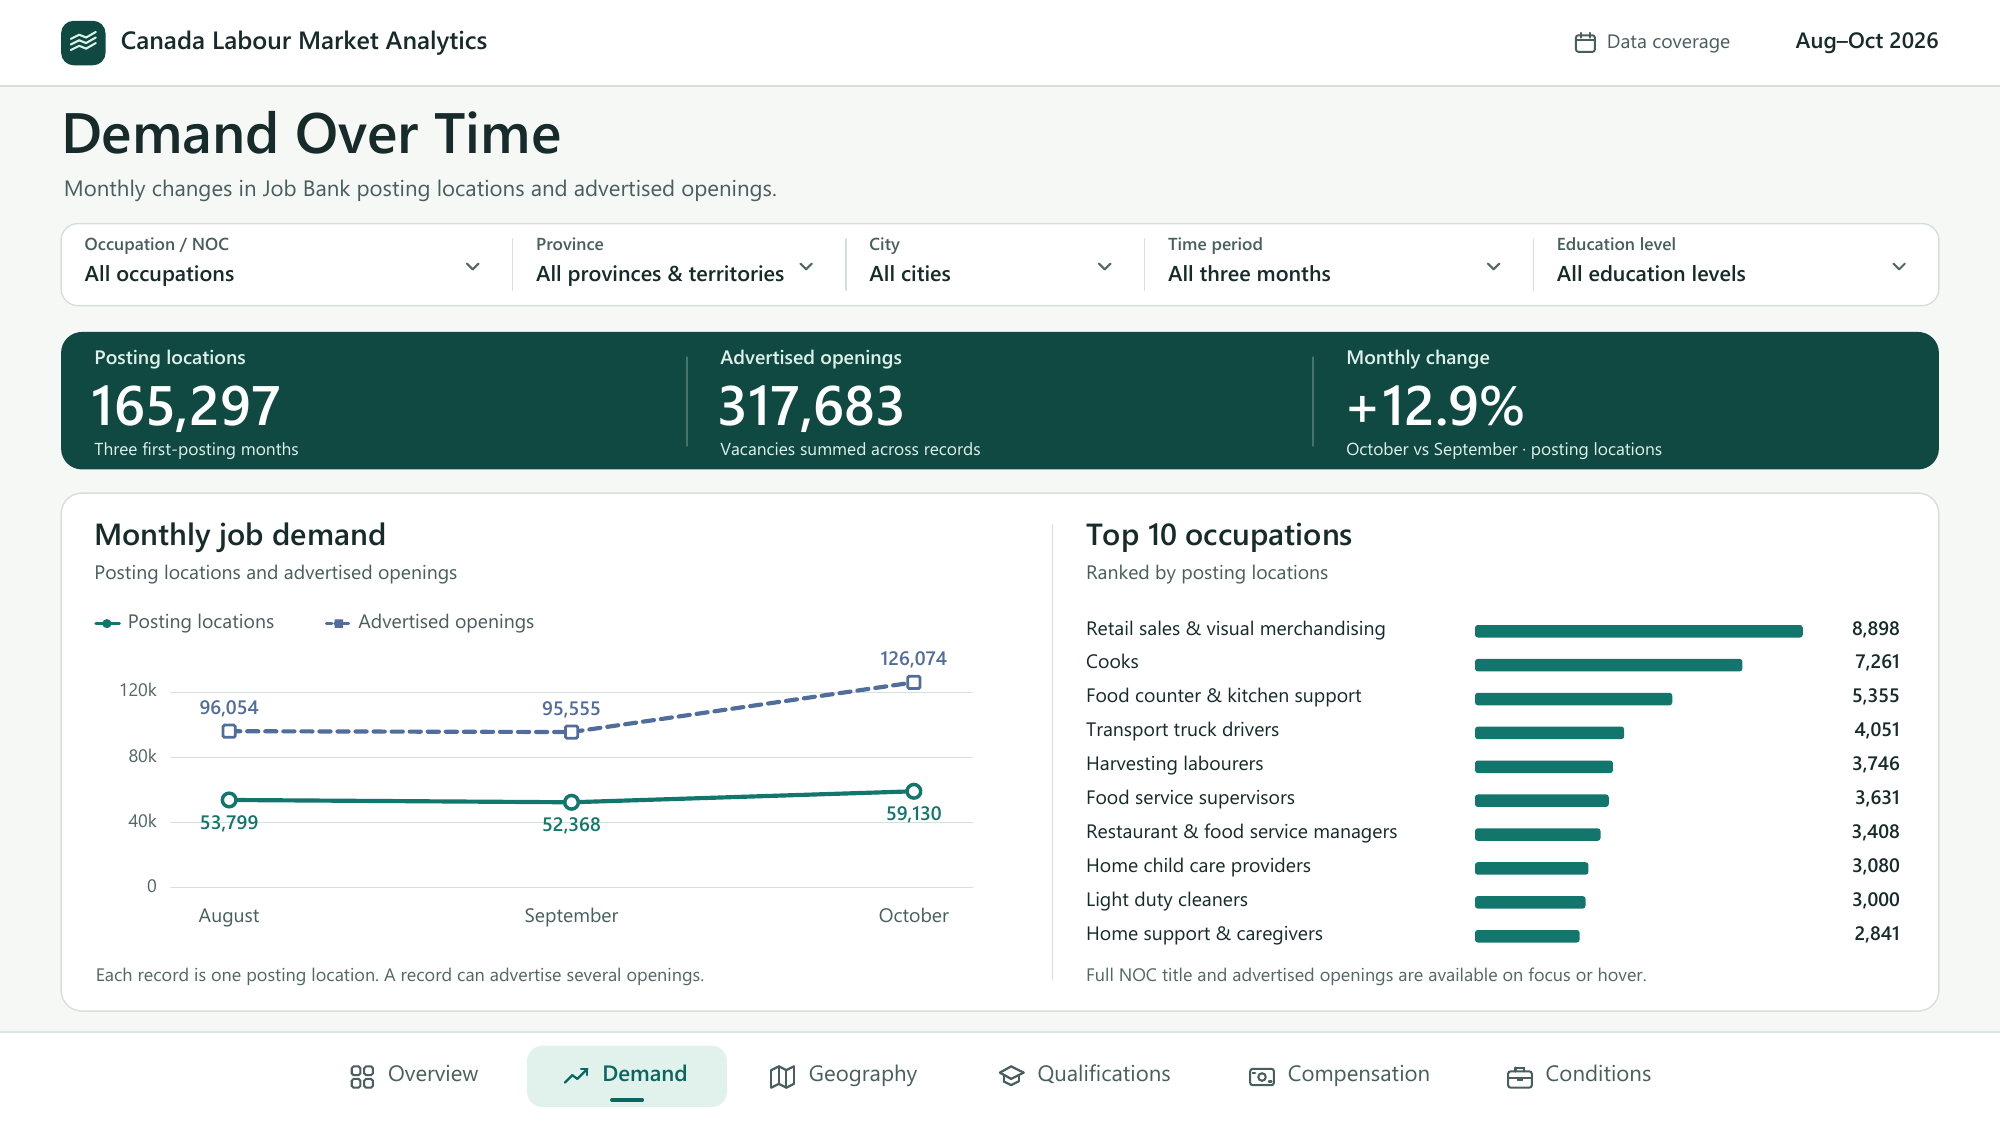 Canada Labour Market Analytics
Data coverage
Aug–Oct 2026
Demand Over Time
Monthly changes in Job Bank posting locations and advertised openings.
Occupation / NOC
All occupations
Province
All provinces & territories
City
All cities
Time period
All three months
Education level
All education levels
Posting locations
165,297
Three first-posting months
Advertised openings
317,683
Vacancies summed across records
Monthly change
+12.9%
October vs September · posting locations
Monthly job demand
Posting locations and advertised openings
Posting locations
Advertised openings
126,074
120k
96,054
95,555
80k
40k
53,799
52,368
59,130
0
August
September
October
Each record is one posting location. A record can advertise several openings.
Top 10 occupations
Ranked by posting locations
Retail sales & visual merchandising 8,898
Cooks 7,261
Food counter & kitchen support 5,355
Transport truck drivers 4,051
Harvesting labourers 3,746
Food service supervisors 3,631
Restaurant & food service managers 3,408
Home child care providers 3,080
Light duty cleaners 3,000
Home support & caregivers 2,841
Full NOC title and advertised openings are available on focus or hover.
Overview
Demand
Geography
Qualifications
Compensation
Conditions